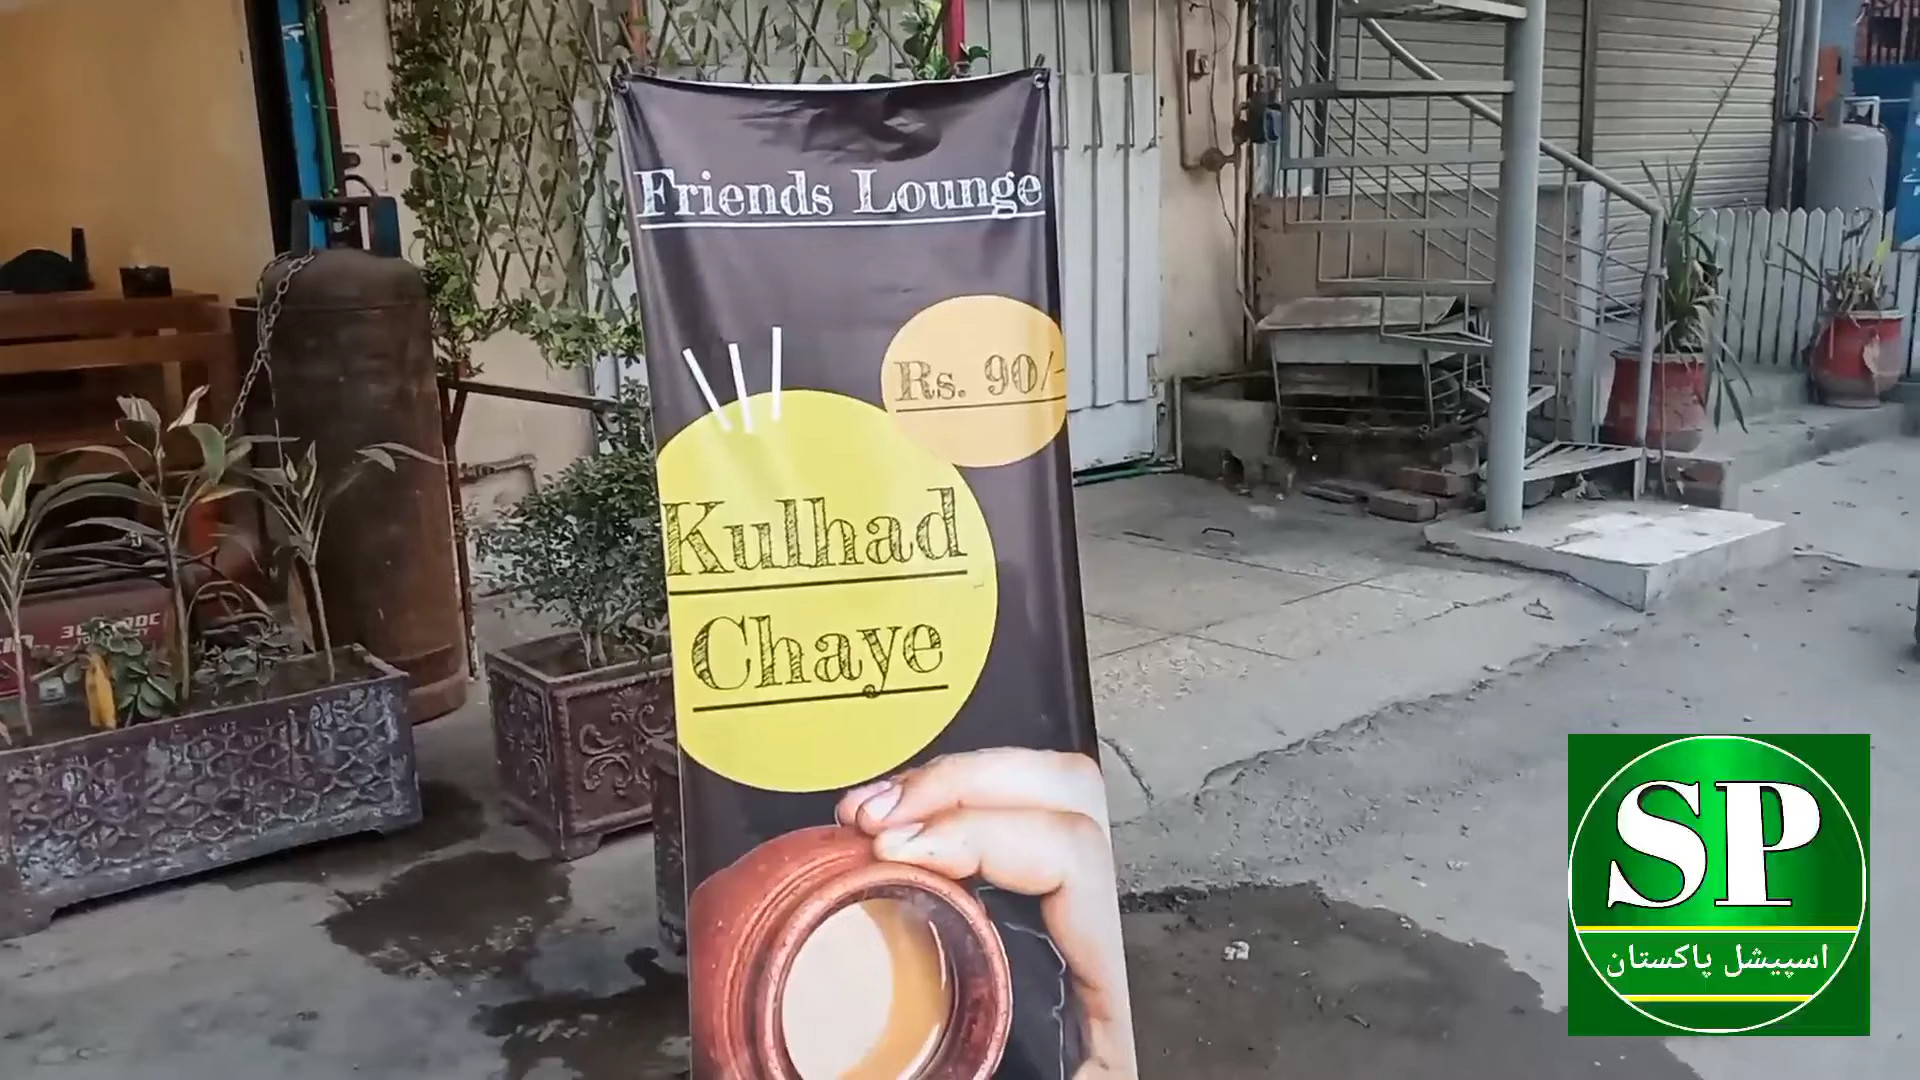 Friends Lounge
Rs. 90/-
Kulhad
Chaye
SP
اسپیشل پاکستان